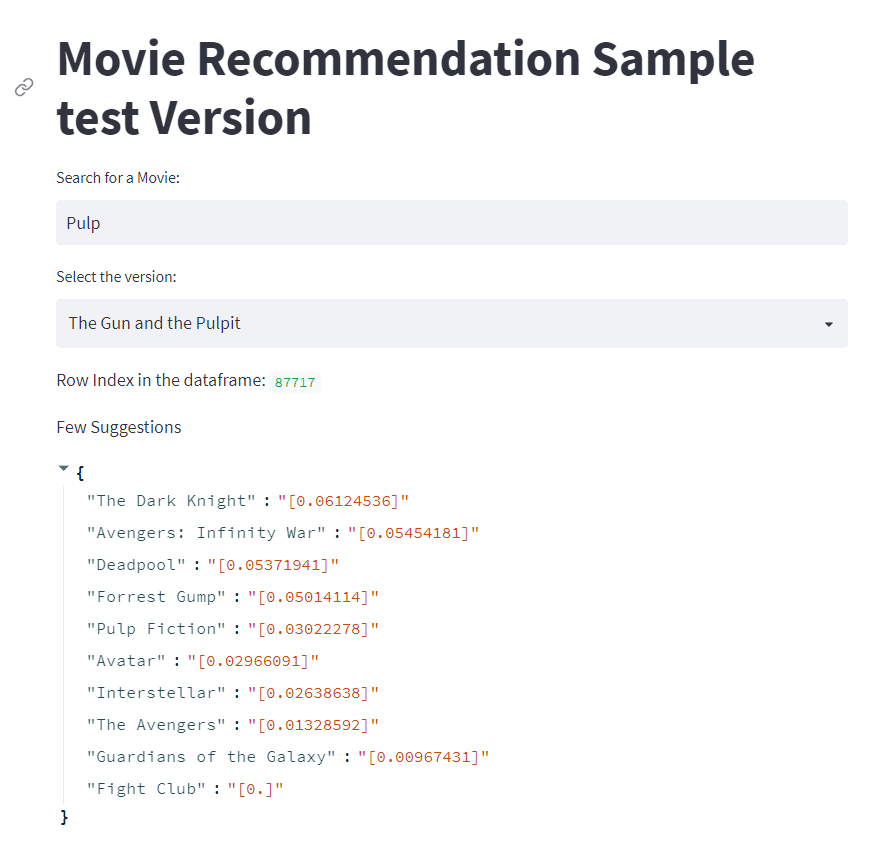 Movie Recommendation Sample
test Version
Search for a Movie:
Pulp
Select the version:
The Gun and the Pulpit
Row Index in the dataframe: 87717
Few Suggestions
{
"The Dark Knight" : "[0.06124536]"
"Avengers: Infinity War" : "[0.05454181]"
"Deadpool" : "[0.05371941]"
"Forrest Gump" : "[0.05014114]"
"Pulp Fiction" : "[0.03022278]"
"Avatar" : "[0.02966091]"
"Interstellar" : "[0.02638638]"
"The Avengers" : "[0.01328592]"
"Guardians of the Galaxy" : "[0.00967431]"
"Fight Club" : "[0.]"
}